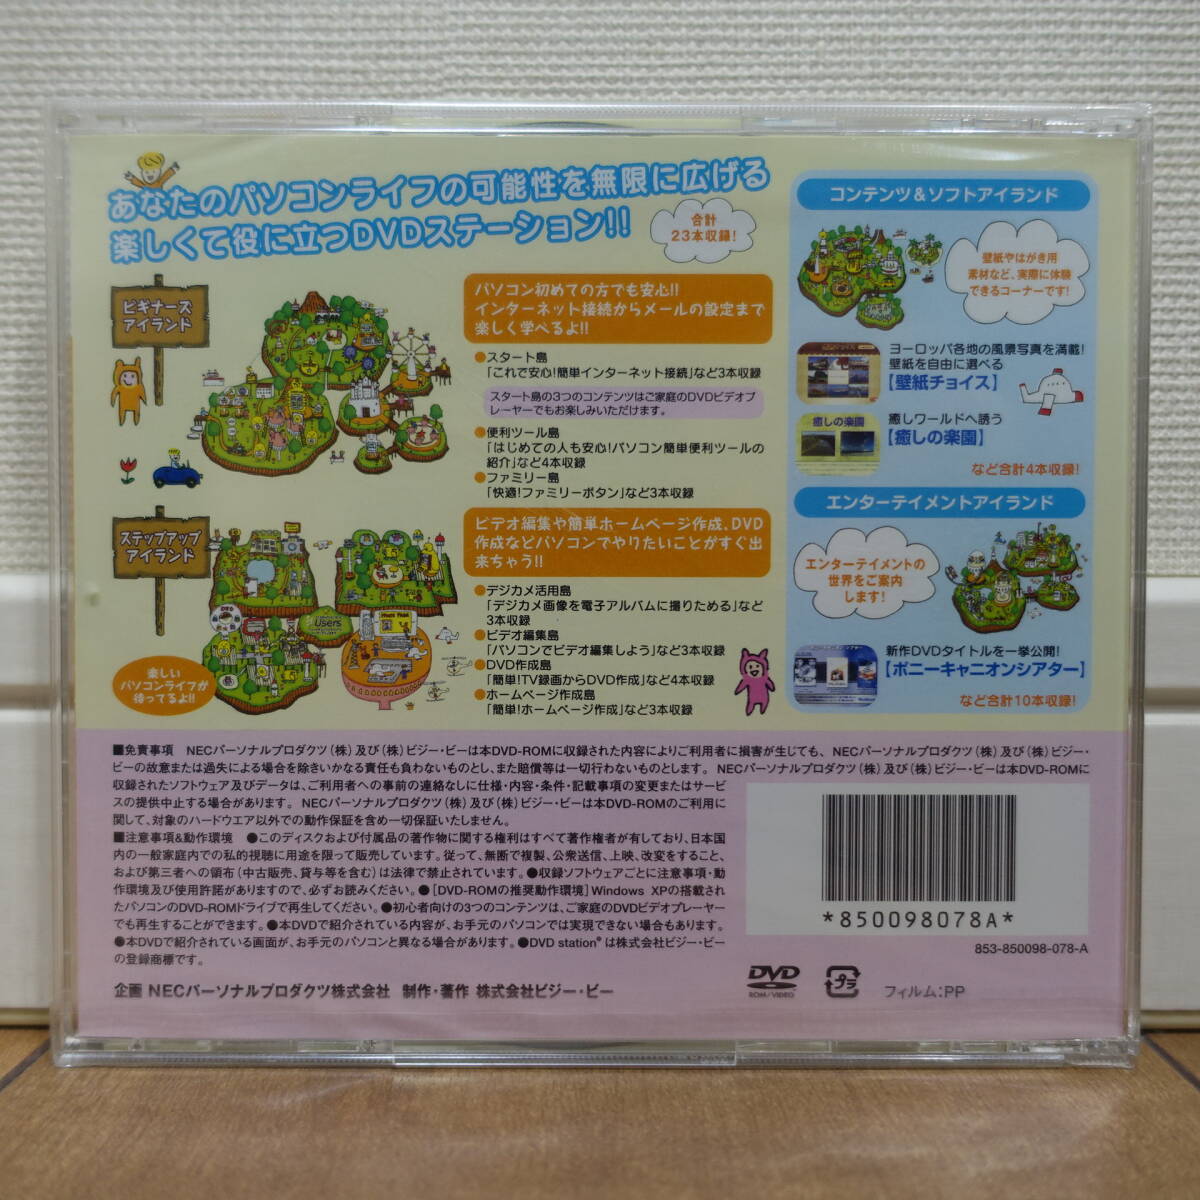 あなたのパソコンライフの可能性を無限に広げる
楽しくて役に立つDVDステーション!!
合計
23本収録!
ビギナーズ
アイランド
パソコン初めての方でも安心!!
インターネット接続からメールの設定まで
楽しく学べるよ!!
●スタート島
「これで安心!簡単インターネット接続」など3本収録
スタート島の3つのコンテンツはご家庭のDVDビデオプ
レーヤーでもお楽しみいただけます。
●便利ツール島
「はじめての人も安心!パソコン簡単便利ツールの
紹介」など4本収録
●ファミリー島
「快適!ファミリーボタン」など3本収録
ステップアップ
アイランド
ビデオ編集や簡単ホームページ作成、DVD
作成などパソコンでやりたいことがすぐ出
来ちゃう!!
●デジカメ活用島
「デジカメ画像を電子アルバムに撮りためる」など
3本収録
●ビデオ編集島
「パソコンでビデオ編集しよう」など3本収録
●DVD作成島
「簡単!TV録画からDVD作成」など4本収録
●ホームページ作成島
「簡単!ホームページ作成」など3本収録
Users
楽しい
パソコンライフが
待ってるよ!!
コンテンツ&ソフトアイランド
壁紙やはがき用
素材など、実際に体験
できるコーナーです!
ヨーロッパ各地の風景写真を満載!
壁紙を自由に選べる
【壁紙チョイス】
癒しの楽園
癒しワールドへ誘う
【癒しの楽園】
など合計4本収録!
エンターテイメントアイランド
エンターテイメントの
世界をご案内
します!
新作DVDタイトルを一挙公開!
【ポニーキャニオンシアター】
など合計10本収録!
■免責事項 NECパーソナルプロダクツ(株)及び(株)ビジー・ビーは本DVD-ROMに収録された内容によりご利用者に損害が生じても、NECパーソナルプロダクツ(株)及び(株)ビジー・
ビーの故意または過失による場合を除きいかなる責任も負わないものとし、また賠償等は一切行わないものとします。NECパーソナルプロダクツ(株)及び(株)ビジー・ビーは本DVD-ROMに
収録されたソフトウェア及びデータは、ご利用者への事前の連絡なしに仕様・内容・条件・記載事項の変更またはサービ
スの提供中止する場合があります。NECパーソナルプロダクツ(株)及び(株)ビジー・ビーは本DVD-ROMのご利用に
関して、対象のハードウエア以外での動作保証を含め一切保証いたしません。
■注意事項&動作環境 ●このディスクおよび付属品の著作物に関する権利はすべて著作権者が有しており、日本国
内の一般家庭内での私的視聴に用途を限って販売しています。従って、無断で複製、公衆送信、上映、改変をすること、
および第三者への領布(中古販売、貸与等を含む)は法律で禁止されています。●収録ソフトウェアごとに注意事項・動
作環境及び使用許諾がありますので、必ずお読みください。●[DVD-ROMの推奨動作環境]Windows XPの搭載され
たパソコンのDVD-ROMドライブで再生してください。●初心者向けの3つのコンテンツは、ご家庭のDVDビデオプレーヤー
でも再生することができます。●本DVDで紹介されている内容が、お手元のパソコンでは実現できない場合もあります。
●本DVDで紹介されている画面が、お手元のパソコンと異なる場合があります。●DVD station®は株式会社ビジー・ビー
の登録商標です。
企画 NECパーソナルプロダクツ株式会社 制作・著作 株式会社ビジー・ビー
*850098078A*
853-850098-078-A
DVD
ROM/VIDEO
プラ
フィルム:PP